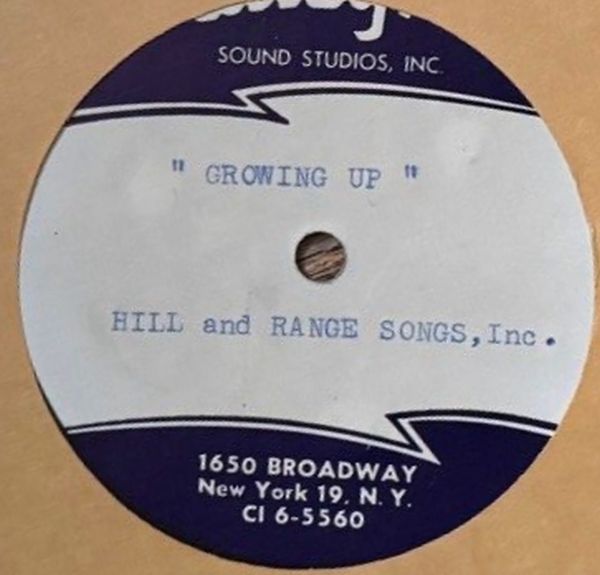 SOUND STUDIOS, INC.
" GROWING UP "
HILL and RANGE SONGS,Inc.
1650 BROADWAY
New York 19, N. Y.
CI 6-5560